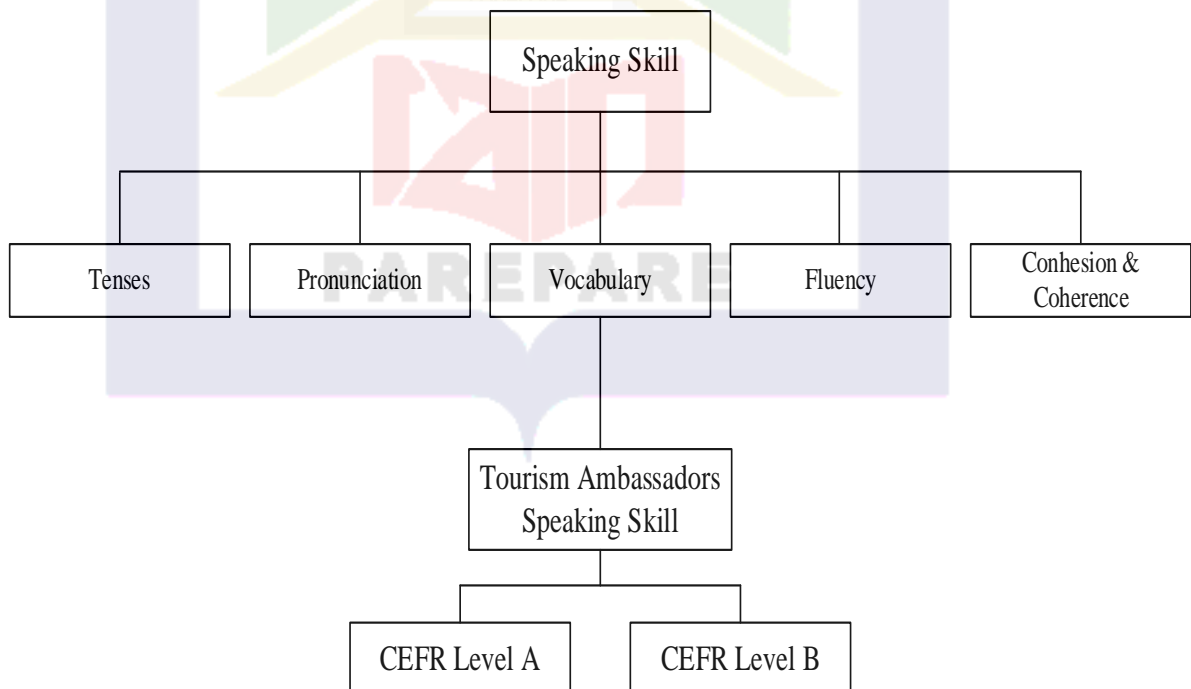 Speaking Skill
Tenses
Pronunciation
Vocabulary
Fluency
Conhesion &
Coherence
PAREPARE
Tourism Ambassadors
Speaking Skill
CEFR Level A
CEFR Level B